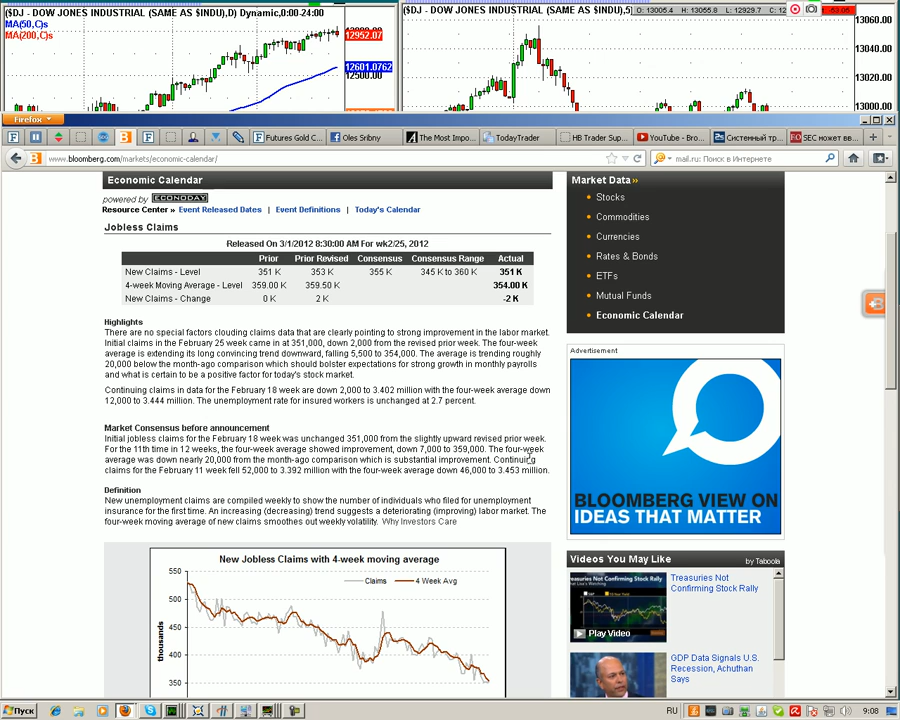 ($DJ - DOW JONES INDUSTRIAL (SAME AS $INDU),D) Dynamic,0:00-24:00
MA(50,C)s
MA(200,C)s
12952.07
12601.0762
12500.00
($DJ - DOW JONES INDUSTRIAL (SAME AS $INDU),5)
O: 13005.4 H: 13055.8 L: 12929.7
13060.00
13040.00
13020.00
13000.00
Firefox
Futures Gold C...
Oles Sribny
The Most Impo...
TodayTrader
HB Trader Sup...
YouTube - Bro...
Системный тр...
SEC может вв...
www.bloomberg.com/markets/economic-calendar/
mail.ru: Поиск в Интернете
Economic Calendar
powered by ECONODAY
Resource Center » Event Released Dates | Event Definitions | Today's Calendar
Jobless Claims
Released On 3/1/2012 8:30:00 AM For wk2/25, 2012
Prior Prior Revised Consensus Consensus Range Actual
New Claims - Level 351 K 353 K 355 K 345 K to 360 K 351 K
4-week Moving Average - Level 359.00 K 359.50 K 354.00 K
New Claims - Change 0 K 2 K -2 K
Highlights
There are no special factors clouding claims data that are clearly pointing to strong improvement in the labor market.
Initial claims in the February 25 week came in at 351,000, down 2,000 from the revised prior week. The four-week
average is extending its long convincing trend downward, falling 5,500 to 354,000. The average is trending roughly
20,000 below the month-ago comparison which should bolster expectations for strong growth in monthly payrolls
and what is certain to be a positive factor for today's stock market.
Continuing claims in data for the February 18 week are down 2,000 to 3.402 million with the four-week average down
12,000 to 3.444 million. The unemployment rate for insured workers is unchanged at 2.7 percent.
Market Consensus before announcement
Initial jobless claims for the February 18 week was unchanged 351,000 from the slightly upward revised prior week.
For the 11th time in 12 weeks, the four-week average showed improvement, down 7,000 to 359,000. The four-week
average was down nearly 20,000 from the month-ago comparison which is substantial improvement. Continuing
claims for the February 11 week fell 52,000 to 3.392 million with the four-week average down 46,000 to 3.453 million.
Definition
New unemployment claims are compiled weekly to show the number of individuals who filed for unemployment
insurance for the first time. An increasing (decreasing) trend suggests a deteriorating (improving) labor market. The
four-week moving average of new claims smoothes out weekly volatility. Why Investors Care
New Jobless Claims with 4-week moving average
Claims 4 Week Avg
thousands
550
500
450
400
350
Market Data »
Stocks
Commodities
Currencies
Rates & Bonds
ETFs
Mutual Funds
Economic Calendar
Advertisement
BLOOMBERG VIEW ON
IDEAS THAT MATTER
Videos You May Like
by Taboola
Treasuries Not
Confirming Stock Rally
Play Video
GDP Data Signals U.S.
Recession, Achuthan
Says
Пуск
RU
9:08